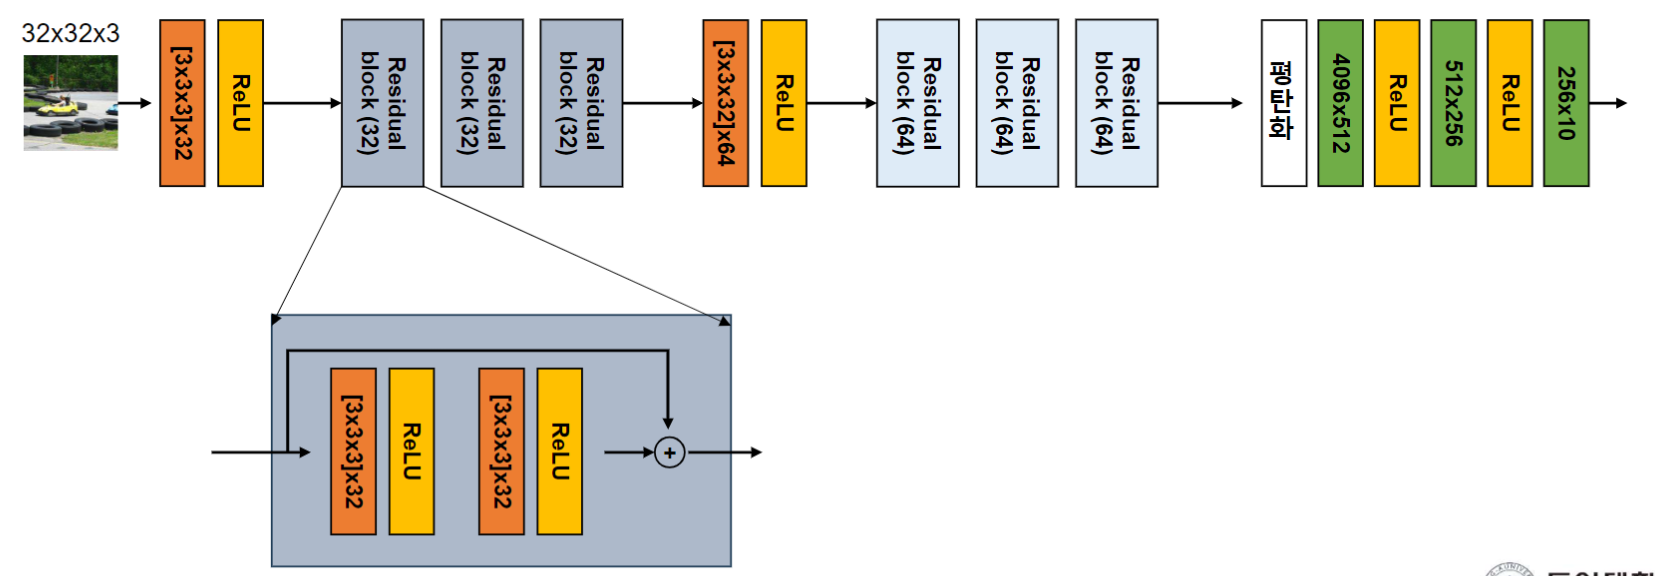 32x32x3
[3x3x3]x32
ReLU
Residual
block (32)
Residual
block (32)
Residual
block (32)
[3x3x32]x64
ReLU
Residual
block (64)
Residual
block (64)
Residual
block (64)
평탄화
4096x512
ReLU
512x256
ReLU
256x10
[3x3x3]x32
ReLU
[3x3x3]x32
ReLU
+